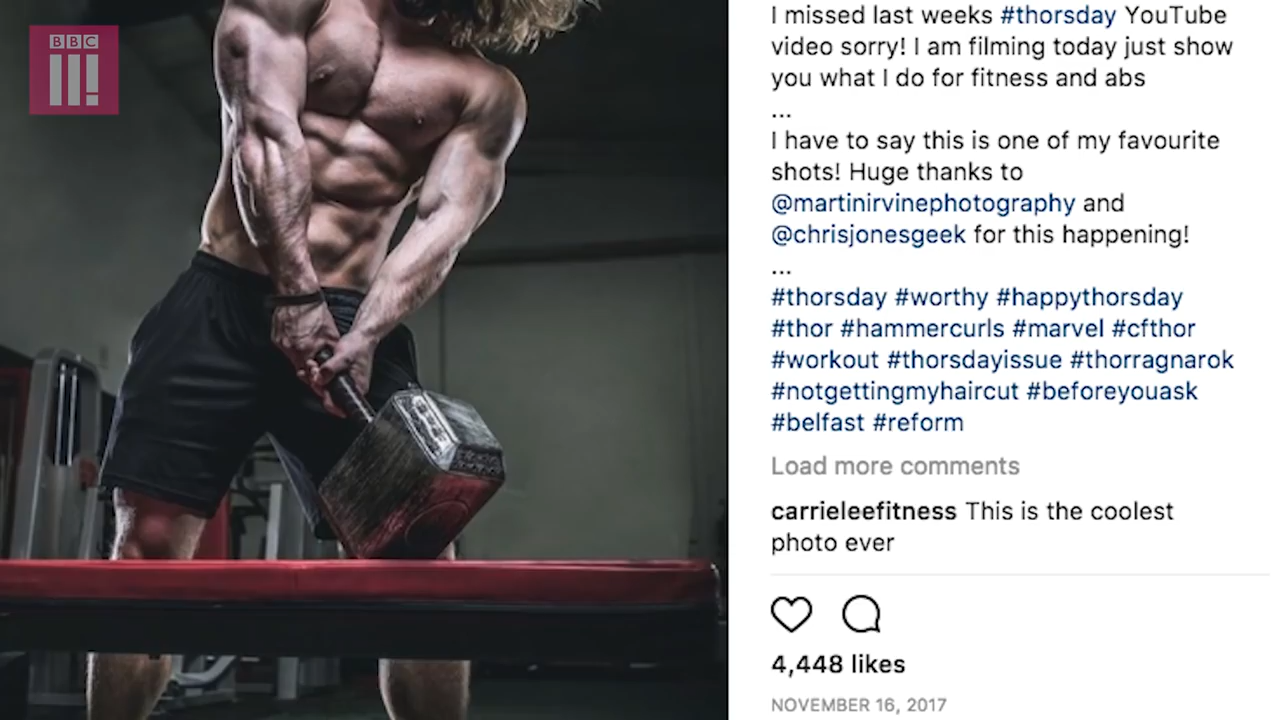 BBC
I missed last weeks #thorsday YouTube
video sorry! I am filming today just show
you what I do for fitness and abs
...
I have to say this is one of my favourite
shots! Huge thanks to
@martinirvinephotography and
@chrisjonesgeek for this happening!
...
#thorsday #worthy #happythorsday
#thor #hammercurls #marvel #cfthor
#workout #thorsdayissue #thorragnarok
#notgettingmyhaircut #beforeyouask
#belfast #reform
Load more comments
carrieleefitness This is the coolest
photo ever
4,448 likes
NOVEMBER 16, 2017